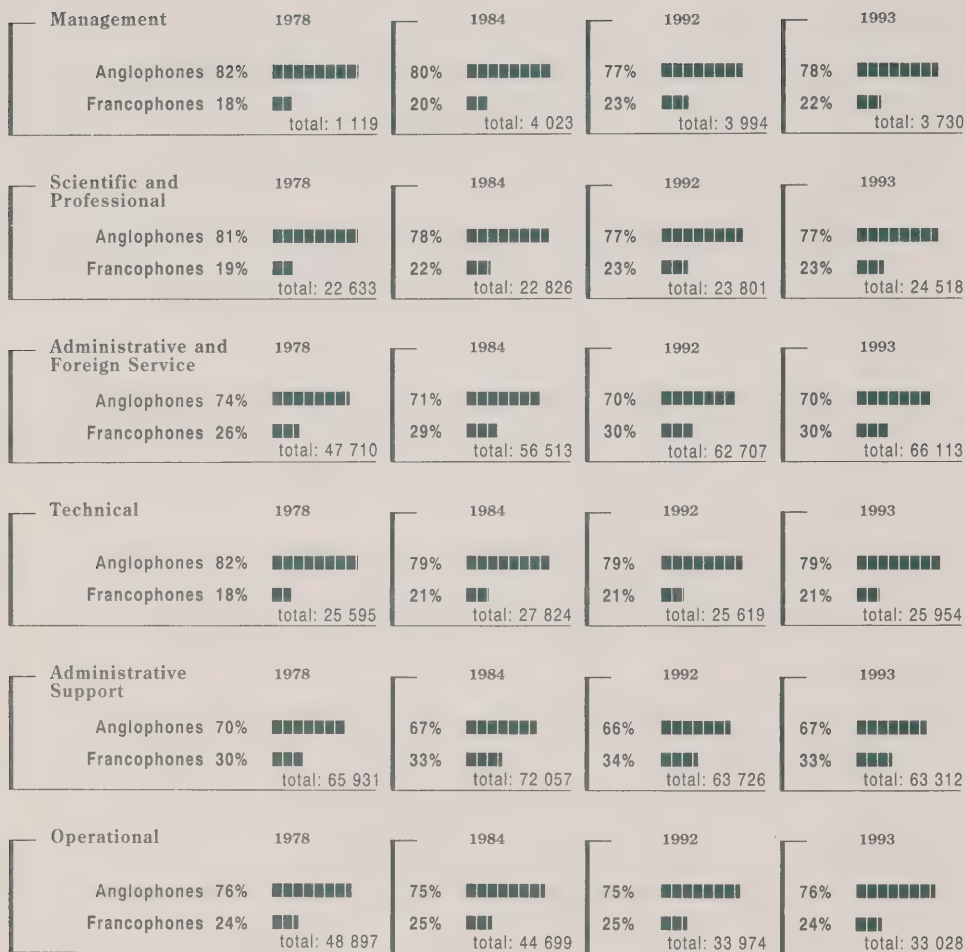 Management 1978 1984 1992 1993
Anglophones 82% 80% 77% 78%
Francophones 18% 20% 23% 22%
total: 1 119 total: 4 023 total: 3 994 total: 3 730
Scientific and 1978 1984 1992 1993
Professional
Anglophones 81% 78% 77% 77%
Francophones 19% 22% 23% 23%
total: 22 633 total: 22 826 total: 23 801 total: 24 518
Administrative and 1978 1984 1992 1993
Foreign Service
Anglophones 74% 71% 70% 70%
Francophones 26% 29% 30% 30%
total: 47 710 total: 56 513 total: 62 707 total: 66 113
Technical 1978 1984 1992 1993
Anglophones 82% 79% 79% 79%
Francophones 18% 21% 21% 21%
total: 25 595 total: 27 824 total: 25 619 total: 25 954
Administrative 1978 1984 1992 1993
Support
Anglophones 70% 67% 66% 67%
Francophones 30% 33% 34% 33%
total: 65 931 total: 72 057 total: 63 726 total: 63 312
Operational 1978 1984 1992 1993
Anglophones 76% 75% 75% 76%
Francophones 24% 25% 25% 24%
total: 48 897 total: 44 699 total: 33 974 total: 33 028